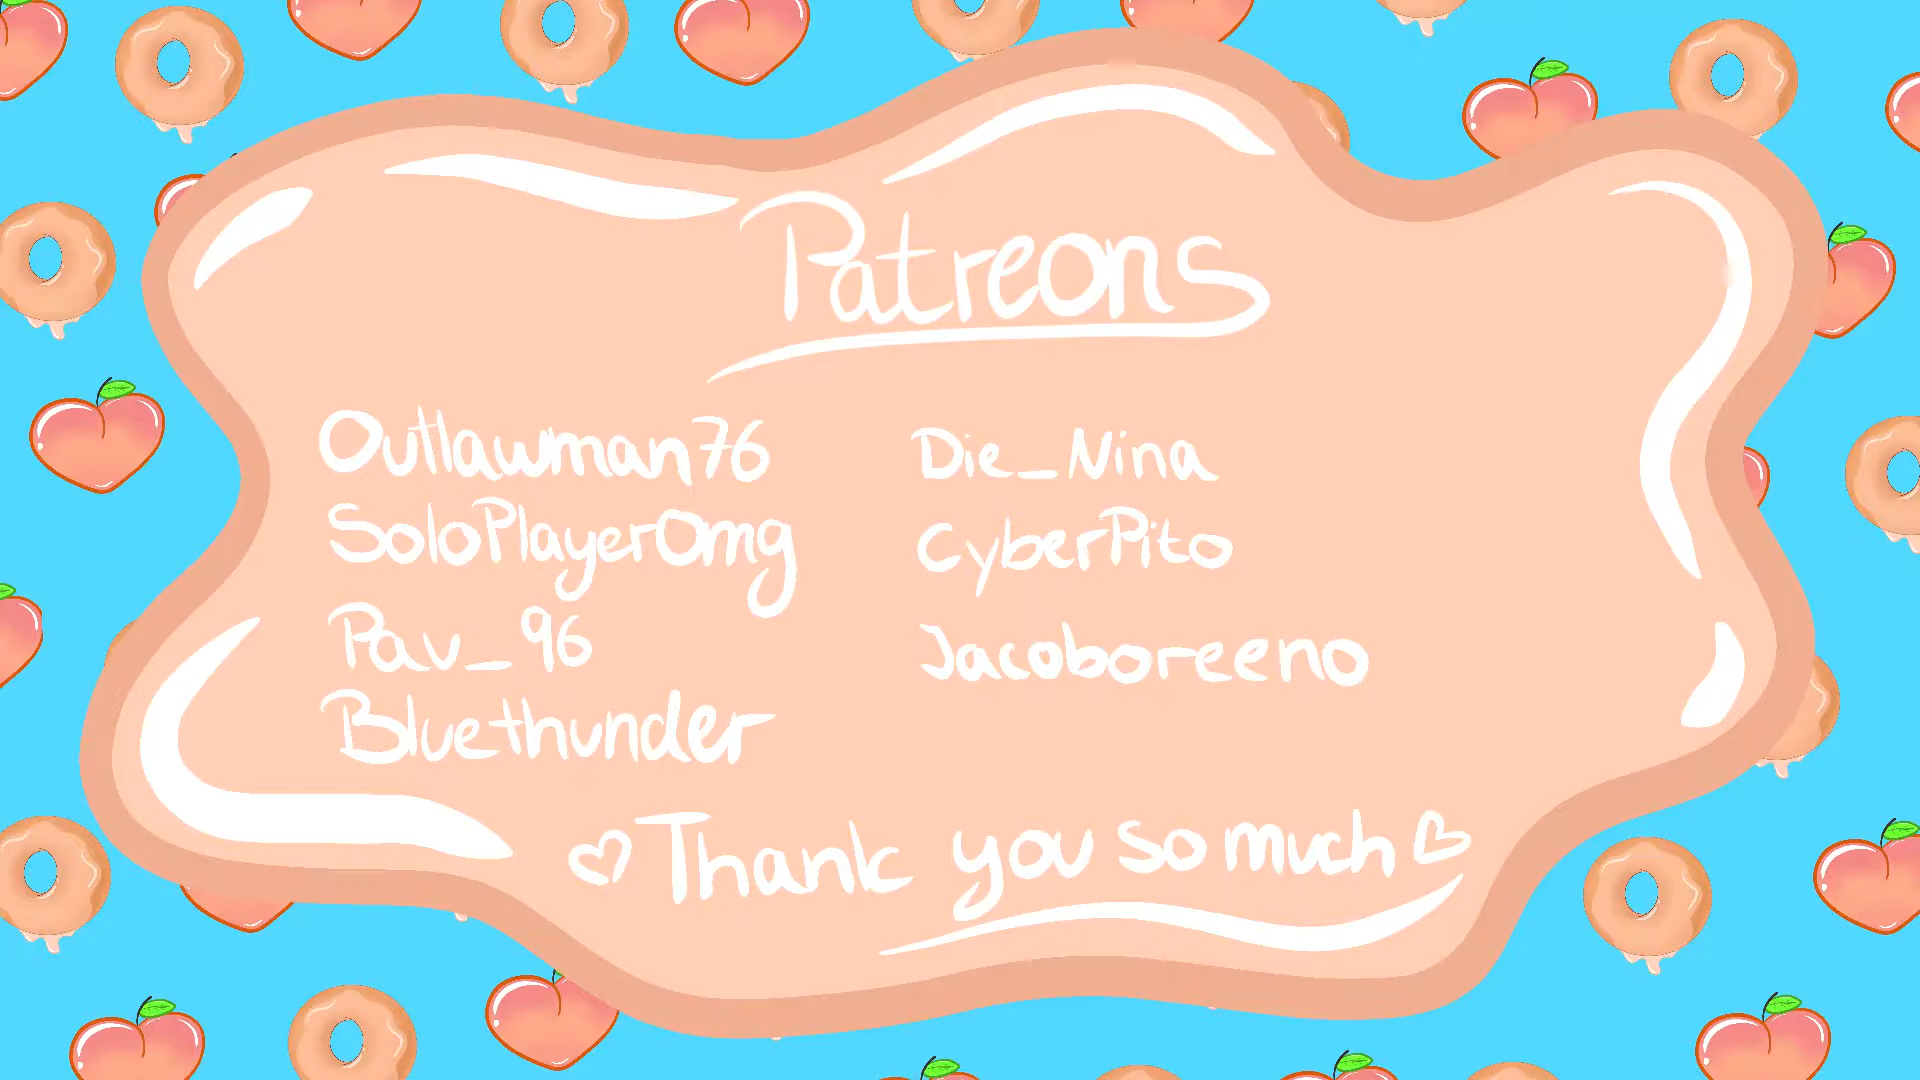 Patreons
Outlawman76
SoloPlayerOmg
Pav_96
Bluethunder
Die_Nina
CyberPito
Jacoboreeno
♡Thank you so much♡